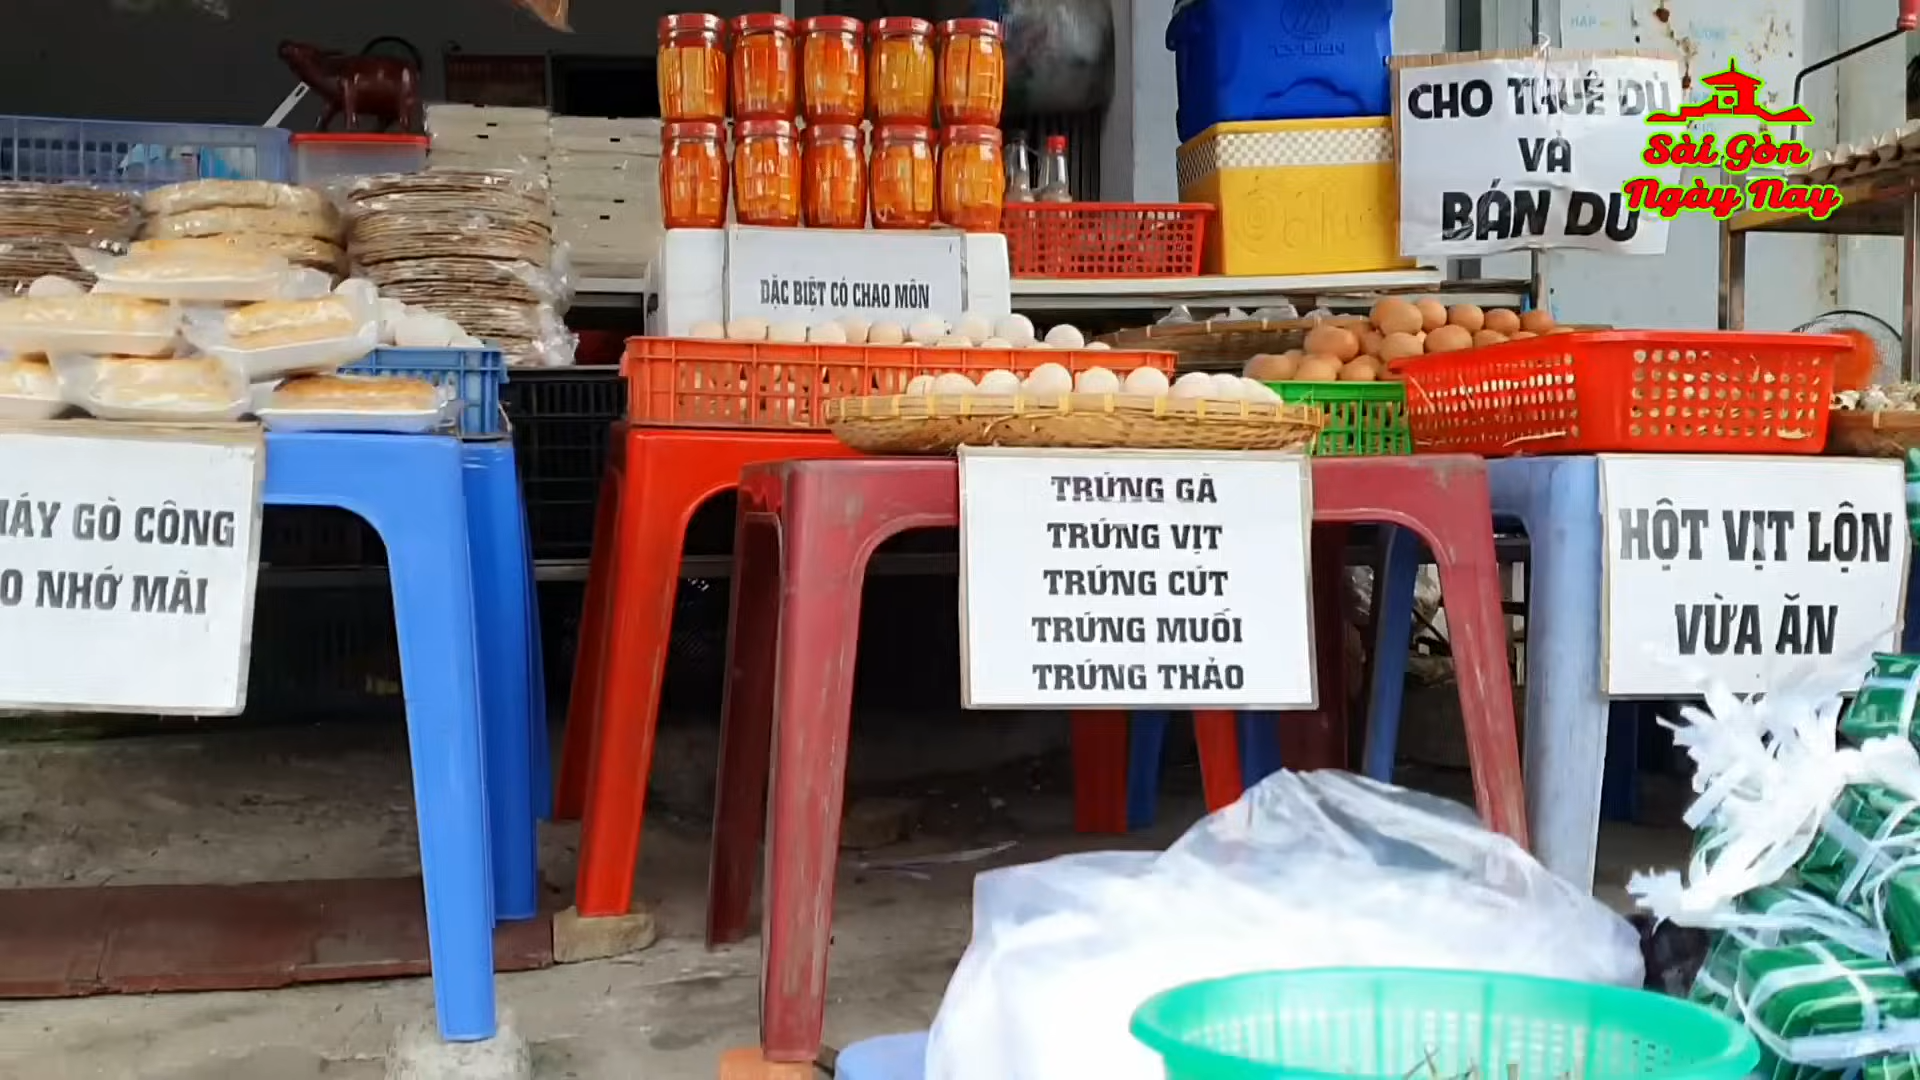 CHO THUÊ DÙ
VÀ
BÁN DÙ
Sài Gòn
Ngày Nay
ĐẶC BIỆT CÓ CHAO MÔN
MÁY GÒ CÔNG
O NHỚ MÃI
TRỨNG GÀ
TRỨNG VỊT
TRỨNG CÚT
TRỨNG MUỐI
TRỨNG THẢO
HỘT VỊT LỘN
VỪA ĂN